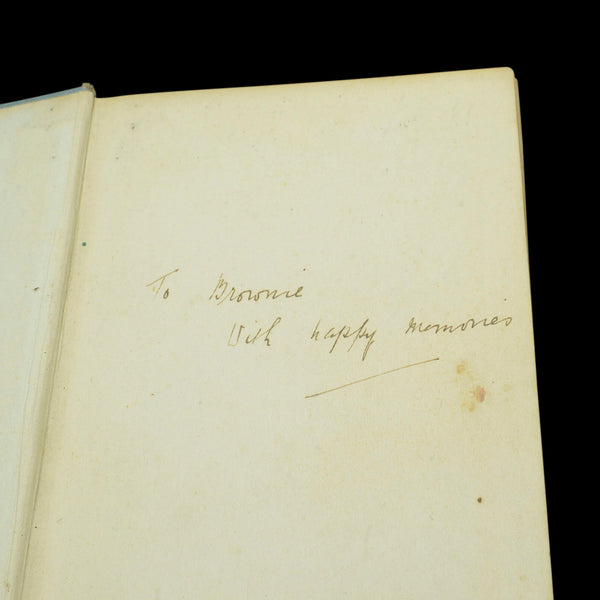 To Brownie
With happy memories